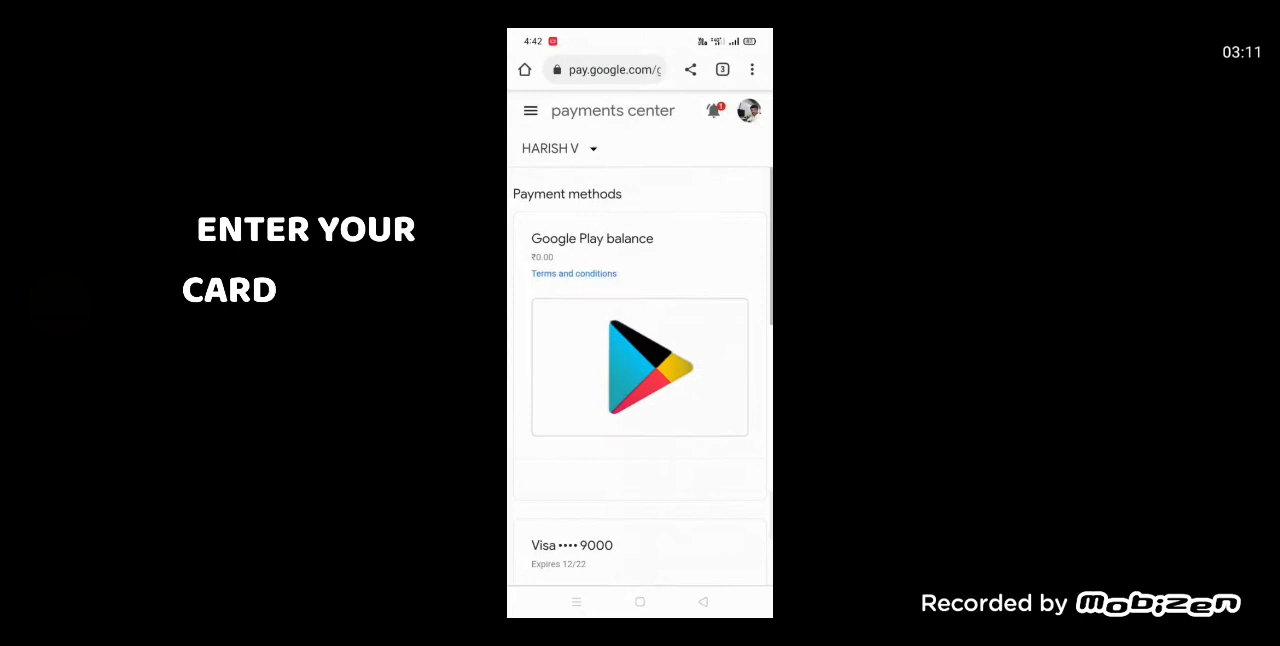 4:42
03:11
pay.google.com/g
3
payments center
1
HARISH V
Payment methods
ENTER YOUR
CARD
Google Play balance
₹0.00
Terms and conditions
Visa •••• 9000
Expires 12/22
Recorded by mobizen